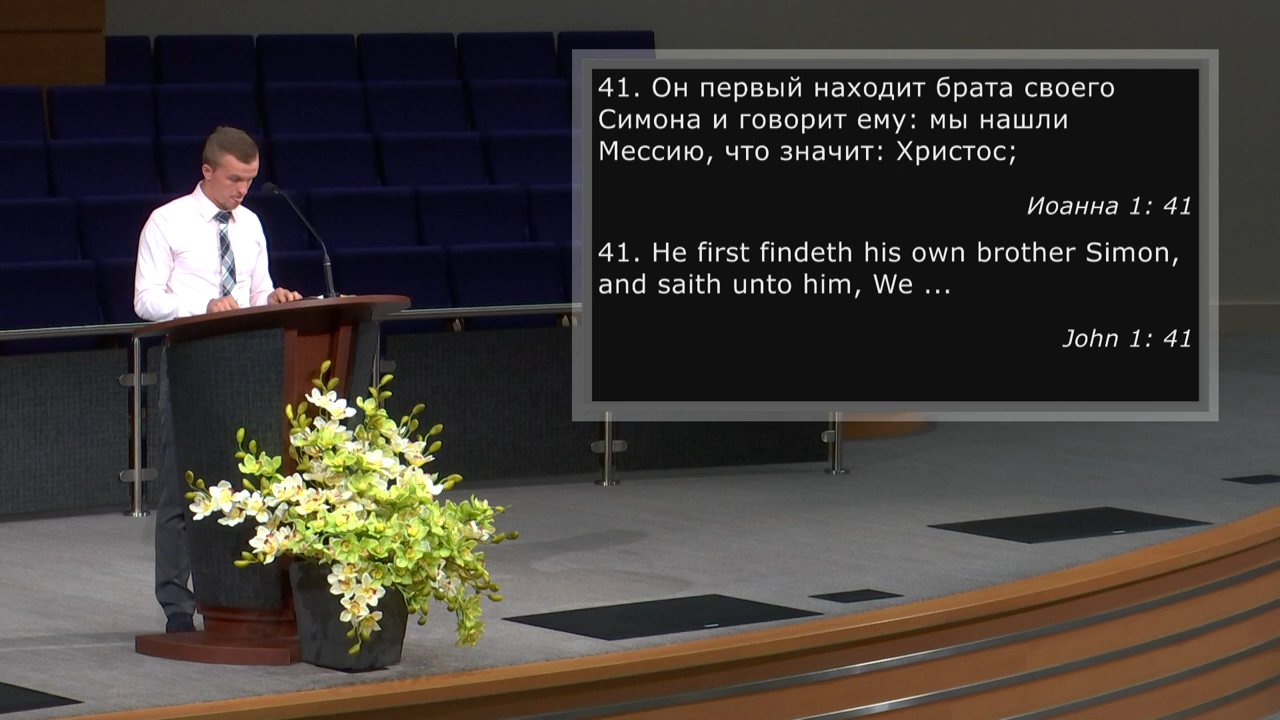 41. Он первый находит брата своего
Симона и говорит ему: мы нашли
Мессию, что значит: Христос;
Иоанна 1: 41
41. He first findeth his own brother Simon,
and saith unto him, We ...
John 1: 41